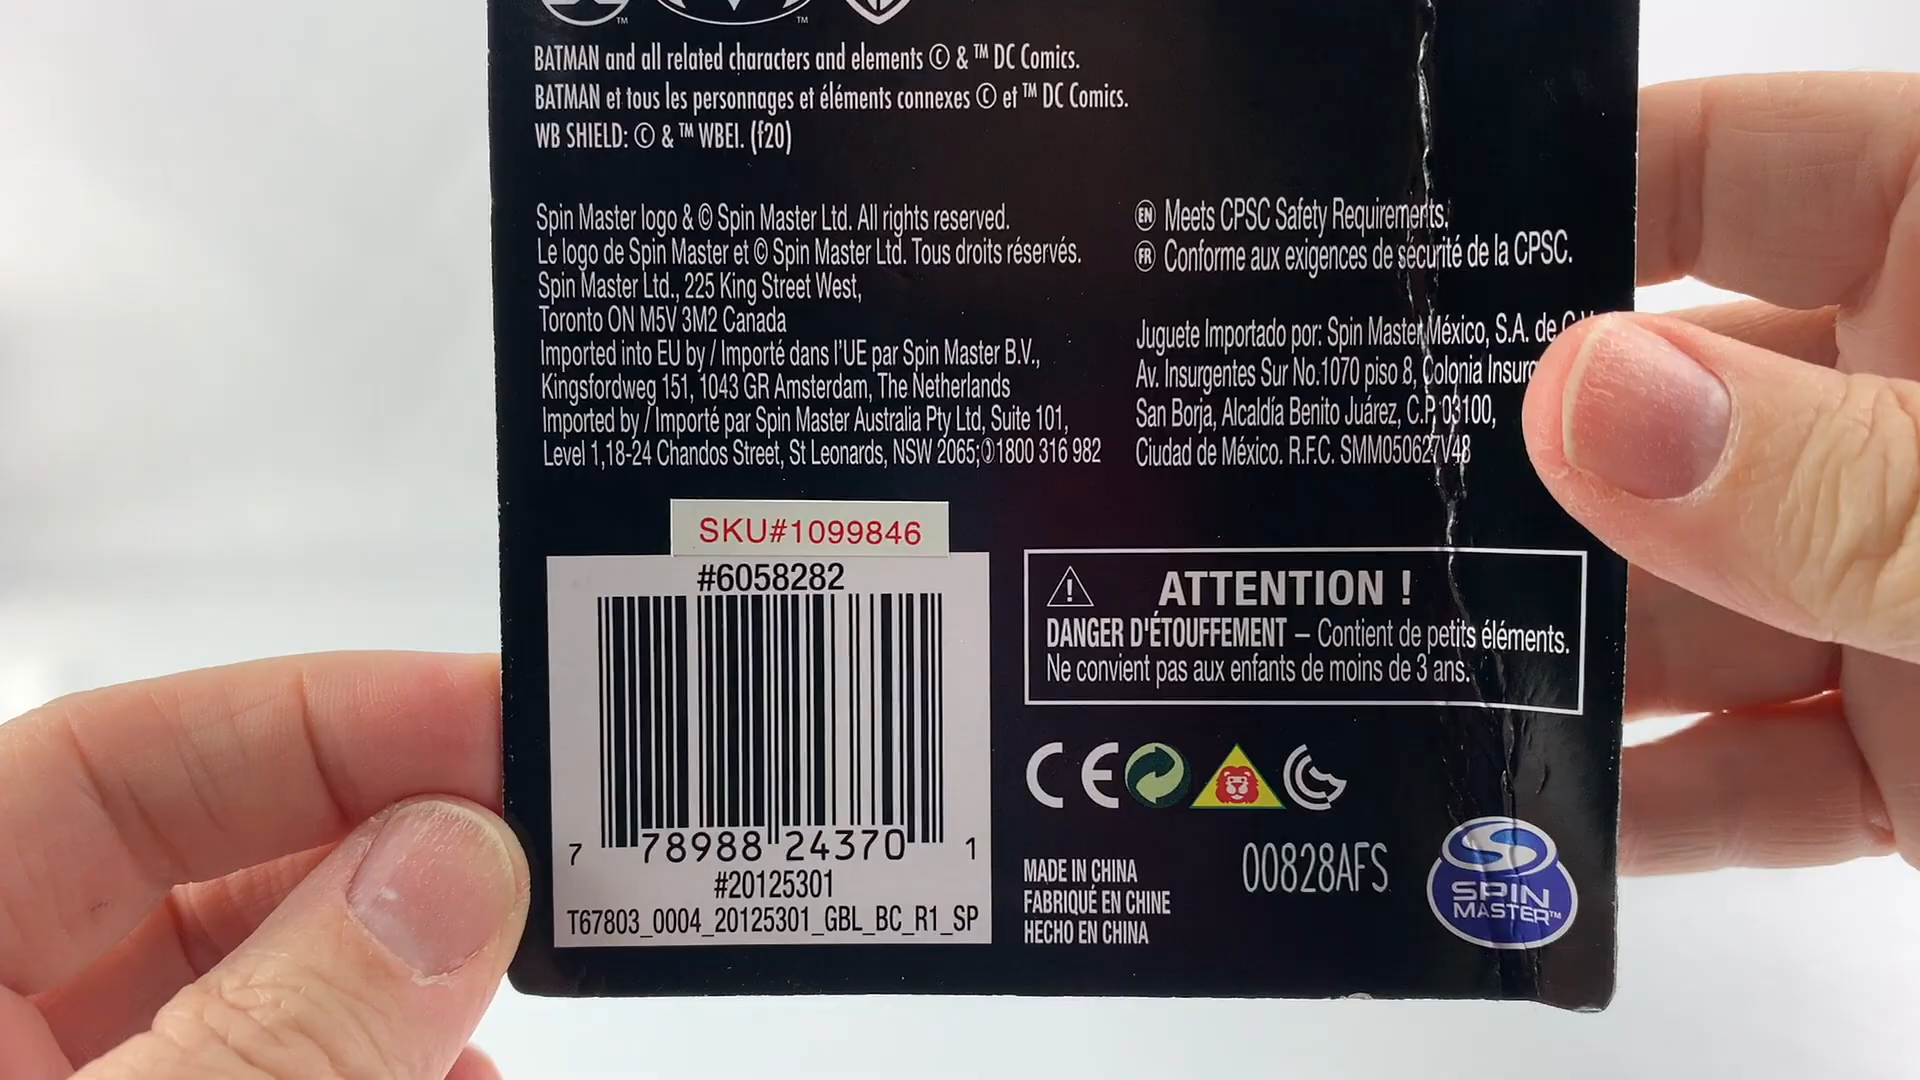 ™ ™
BATMAN and all related characters and elements © & ™ DC Comics.
BATMAN et tous les personnages et éléments connexes © et ™ DC Comics.
WB SHIELD: © & ™ WBEI. (f20)
Spin Master logo & © Spin Master Ltd. All rights reserved.
Le logo de Spin Master et © Spin Master Ltd. Tous droits réservés.
Spin Master Ltd., 225 King Street West,
Toronto ON M5V 3M2 Canada
Imported into EU by / Importé dans l'UE par Spin Master B.V.,
Kingsfordweg 151, 1043 GR Amsterdam, The Netherlands
Imported by / Importé par Spin Master Australia Pty Ltd, Suite 101,
Level 1,18-24 Chandos Street, St Leonards, NSW 2065;✆1800 316 982
EN Meets CPSC Safety Requirements.
FR Conforme aux exigences de sécurité de la CPSC.
Juguete Importado por: Spin Master México, S.A. de
Av. Insurgentes Sur No.1070 piso 8, Colonia
San Borja, Alcaldía Benito Juárez, C.P. 03100,
Ciudad de México. R.F.C. SMM050627V48
SKU#1099846
#6058282
7 78988 24370 1
#20125301
T67803_0004_20125301_GBL_BC_R1_SP
ATTENTION !
DANGER D'ÉTOUFFEMENT – Contient de petits éléments.
Ne convient pas aux enfants de moins de 3 ans.
CE
MADE IN CHINA
FABRIQUÉ EN CHINE
HECHO EN CHINA
00828AFS
SPIN
MASTER™